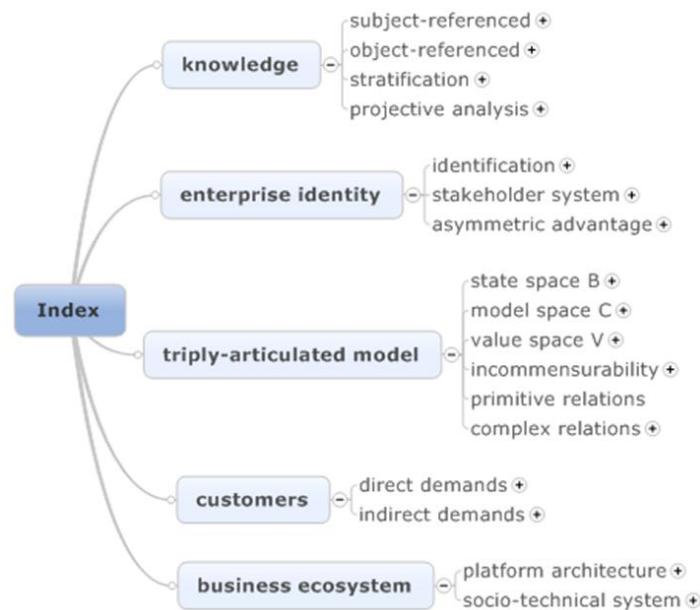 Index
knowledge
subject-referenced
object-referenced
stratification
projective analysis
enterprise identity
identification
stakeholder system
asymmetric advantage
triply-articulated model
state space B
model space C
value space V
incommensurability
primitive relations
complex relations
customers
direct demands
indirect demands
business ecosystem
platform architecture
socio-technical system